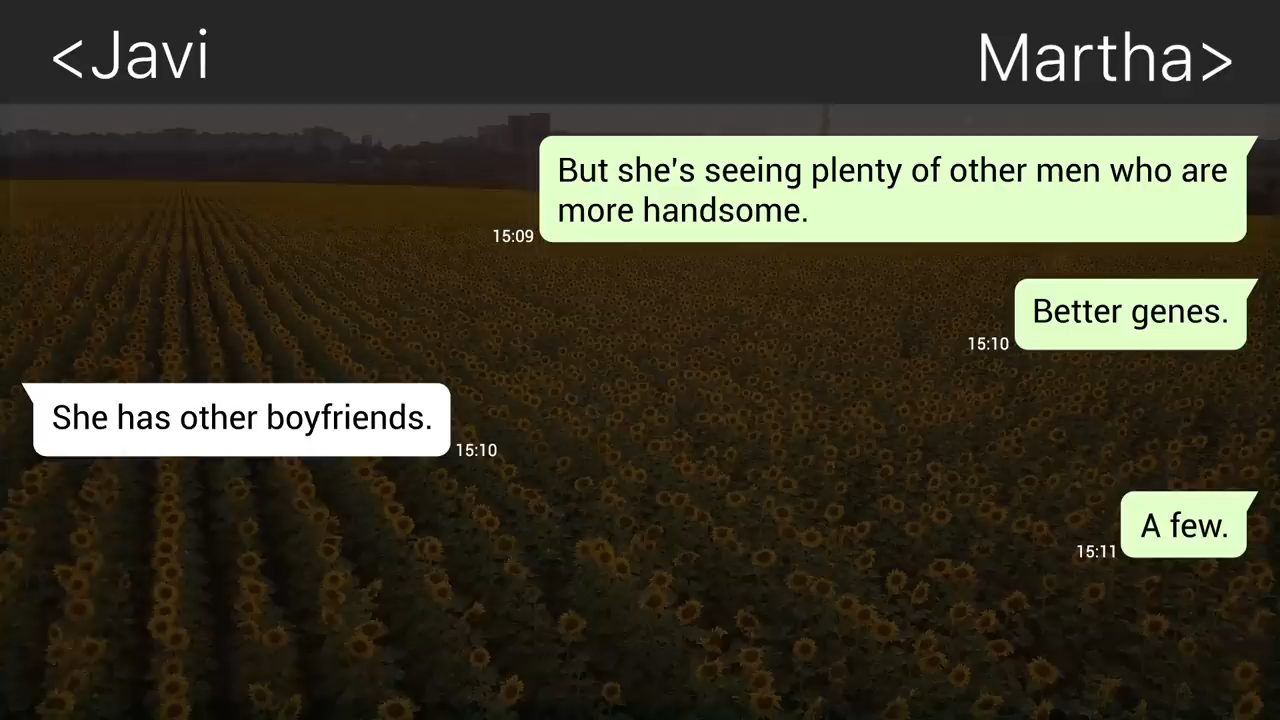 <Javi
Martha>
But she's seeing plenty of other men who are
more handsome.
15:09
Better genes.
15:10
She has other boyfriends.
15:10
A few.
15:11